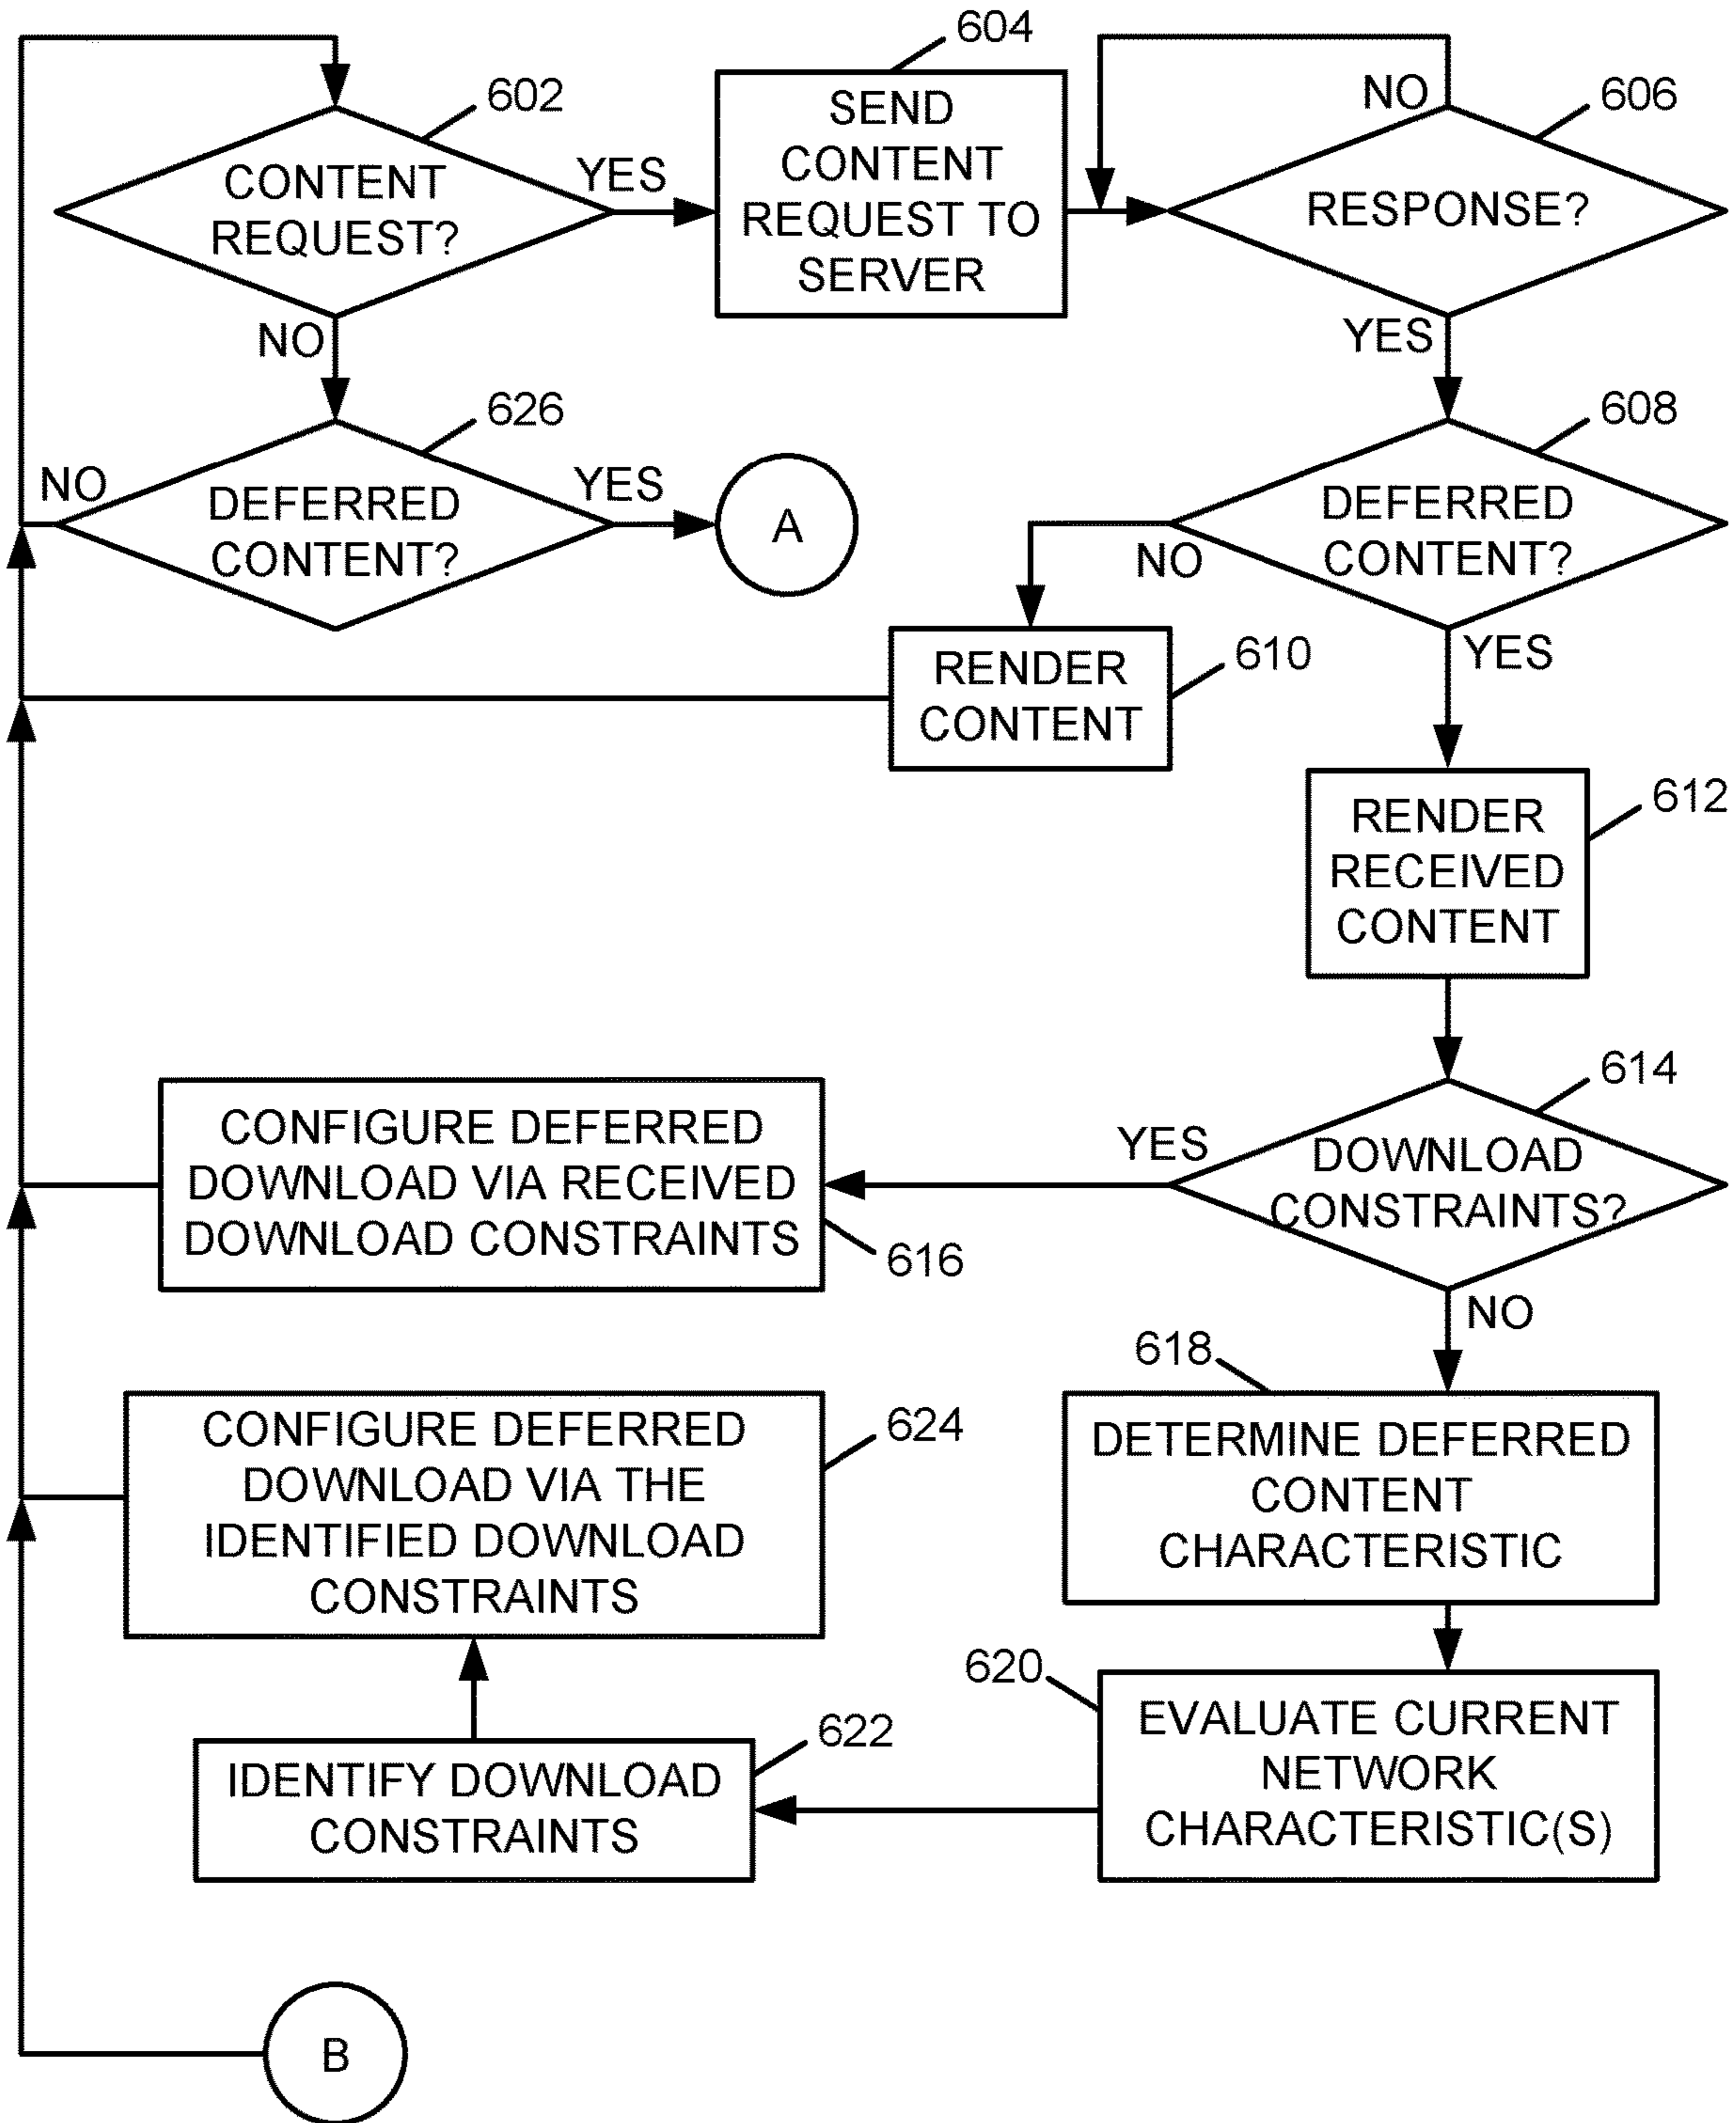 604
602
SEND
CONTENT
REQUEST TO
SERVER
NO
606
CONTENT
REQUEST?
YES
RESPONSE?
NO
YES
626
608
NO
DEFERRED
CONTENT?
YES
A
DEFERRED
CONTENT?
NO
YES
RENDER
CONTENT
610
RENDER
RECEIVED
CONTENT
612
614
CONFIGURE DEFERRED
DOWNLOAD VIA RECEIVED
DOWNLOAD CONSTRAINTS
616
YES
DOWNLOAD
CONSTRAINTS?
NO
618
CONFIGURE DEFERRED
DOWNLOAD VIA THE
IDENTIFIED DOWNLOAD
CONSTRAINTS
624
DETERMINE DEFERRED
CONTENT
CHARACTERISTIC
620
622
IDENTIFY DOWNLOAD
CONSTRAINTS
EVALUATE CURRENT
NETWORK
CHARACTERISTIC(S)
B